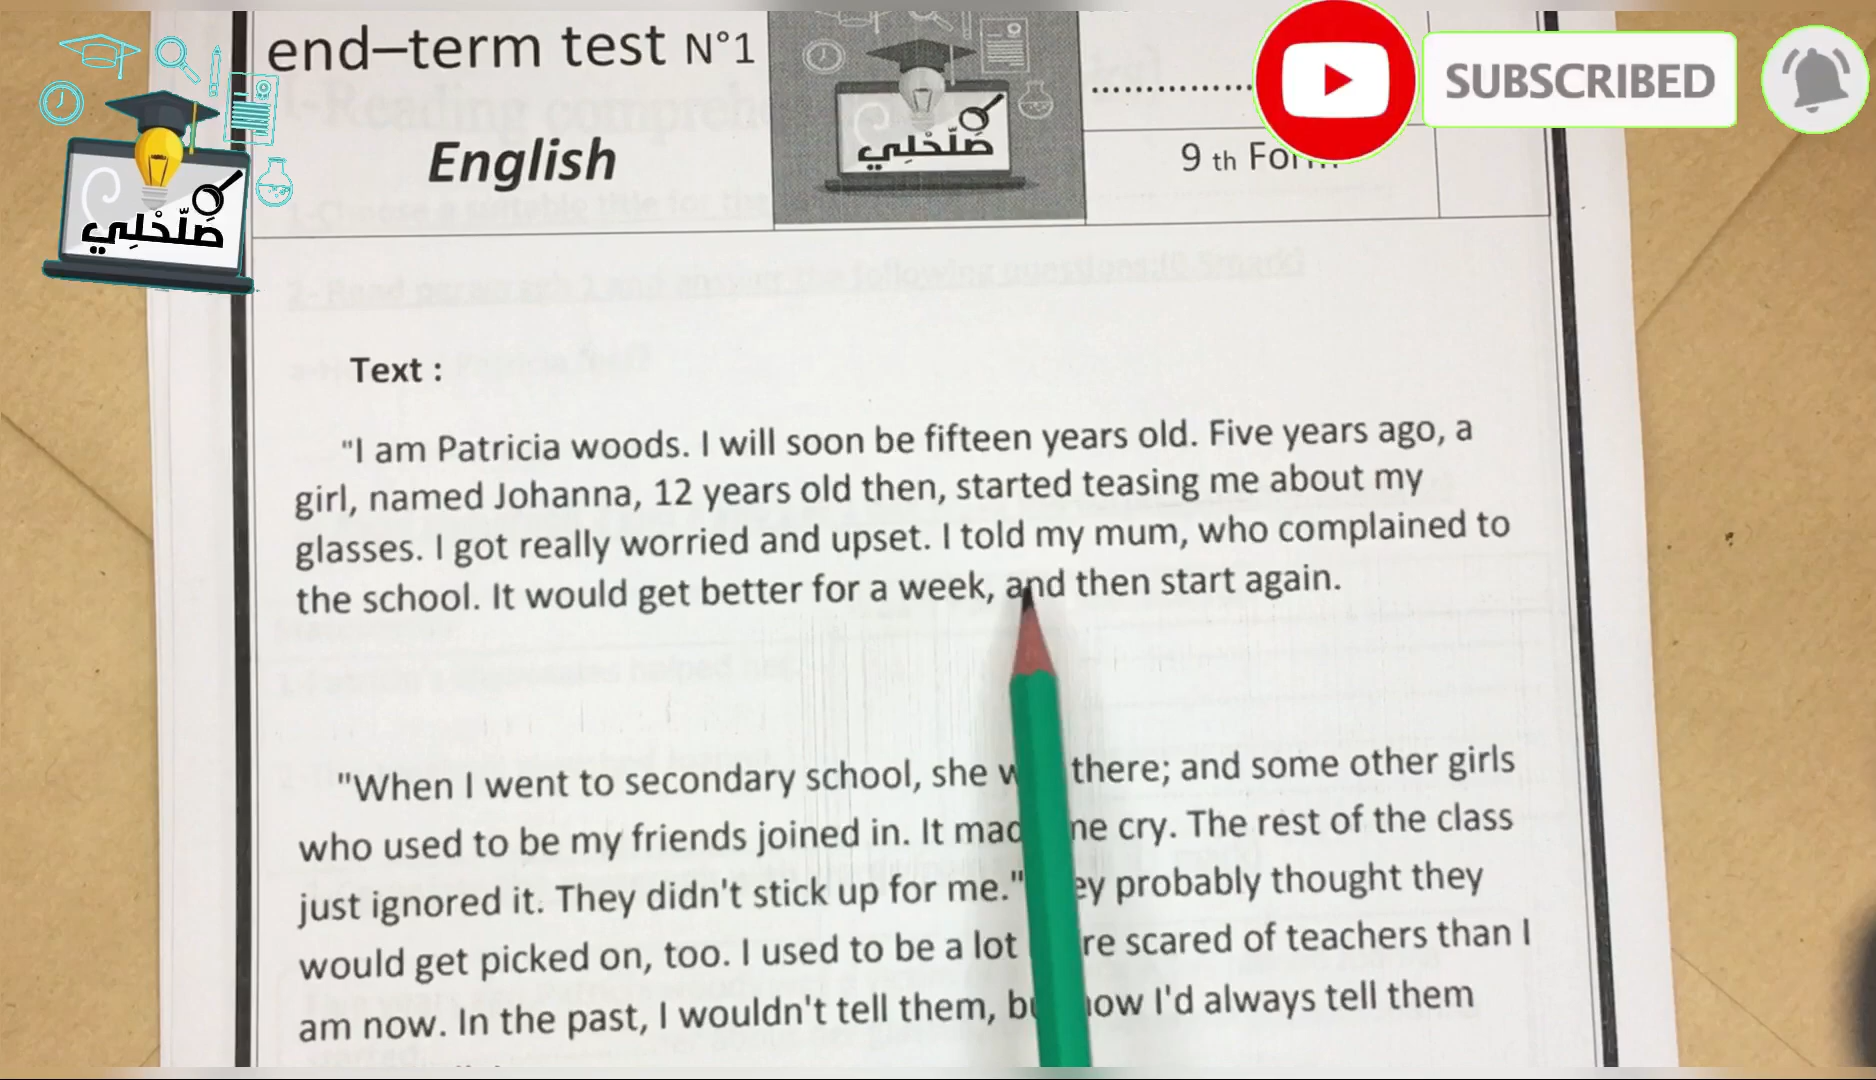 end–term test N°1
English
صَلّحْلِي
صَلّحْلِي
9 th
SUBSCRIBED
Text :
"I am Patricia woods. I will soon be fifteen years old. Five years ago, a
girl, named Johanna, 12 years old then, started teasing me about my
glasses. I got really worried and upset. I told my mum, who complained to
the school. It would get better for a week, and then start again.
"When I went to secondary school, she there; and some other girls
who used to be my friends joined in. It cry. The rest of the class
just ignored it. They didn't stick up for me." probably thought they
would get picked on, too. I used to be a lot scared of teachers than I
am now. In the past, I wouldn't tell them, I'd always tell them